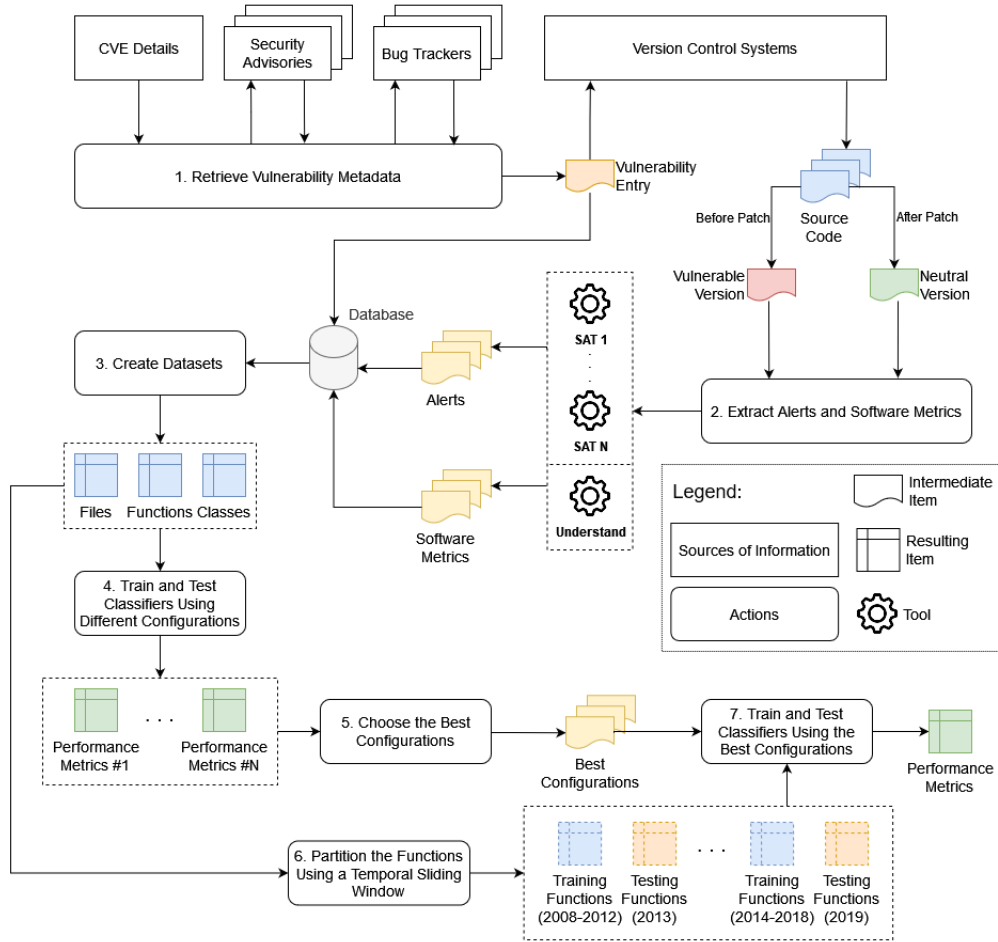 CVE Details
Security
Advisories
Bug Trackers
Version Control Systems
1. Retrieve Vulnerability Metadata
Vulnerability
Entry
Before Patch
Source
Code
After Patch
Vulnerable
Version
Neutral
Version
Database
3. Create Datasets
Alerts
SAT 1
.
.
.
SAT N
Understand
2. Extract Alerts and Software Metrics
Software
Metrics
Files
Functions
Classes
Legend:
Intermediate
Item
Sources of Information
Resulting
Item
Actions
Tool
4. Train and Test
Classifiers Using
Different Configurations
Performance
Metrics #1
. . .
Performance
Metrics #N
5. Choose the Best
Configurations
Best
Configurations
7. Train and Test
Classifiers Using the
Best Configurations
Performance
Metrics
6. Partition the Functions
Using a Temporal Sliding
Window
Training
Functions
(2008-2012)
Testing
Functions
(2013)
. . .
Training
Functions
(2014-2018)
Testing
Functions
(2019)